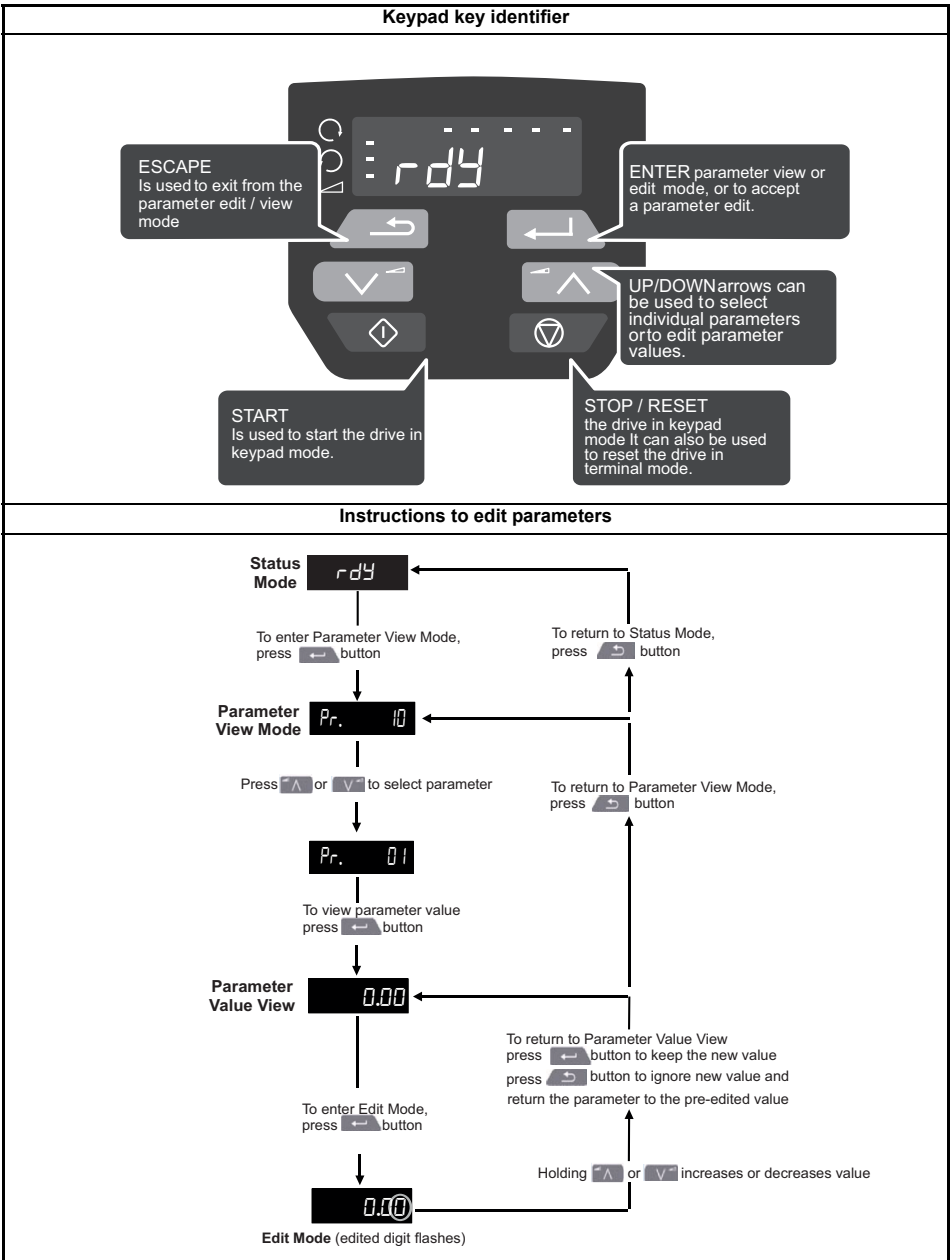 Keypad key identifier
rdY
ESCAPE
Is used to exit from the
parameter edit / view
mode
ENTER parameter view or
edit mode, or to accept
a parameter edit.
UP/DOWNarrows can
be used to select
individual parameters
orto edit parameter
values.
START
Is used to start the drive in
keypad mode.
STOP / RESET
the drive in keypad
mode It can also be used
to reset the drive in
terminal mode.
Instructions to edit parameters
Status
Mode
rdY
To enter Parameter View Mode,
press button
To return to Status Mode,
press button
Parameter
View Mode
Pr. 10
Press or to select parameter
To return to Parameter View Mode,
press button
Pr. 01
To view parameter value
press button
Parameter
Value View
0.00
To return to Parameter Value View
press button to keep the new value
press button to ignore new value and
return the parameter to the pre-edited value
To enter Edit Mode,
press button
Holding or increases or decreases value
0.00
Edit Mode (edited digit flashes)